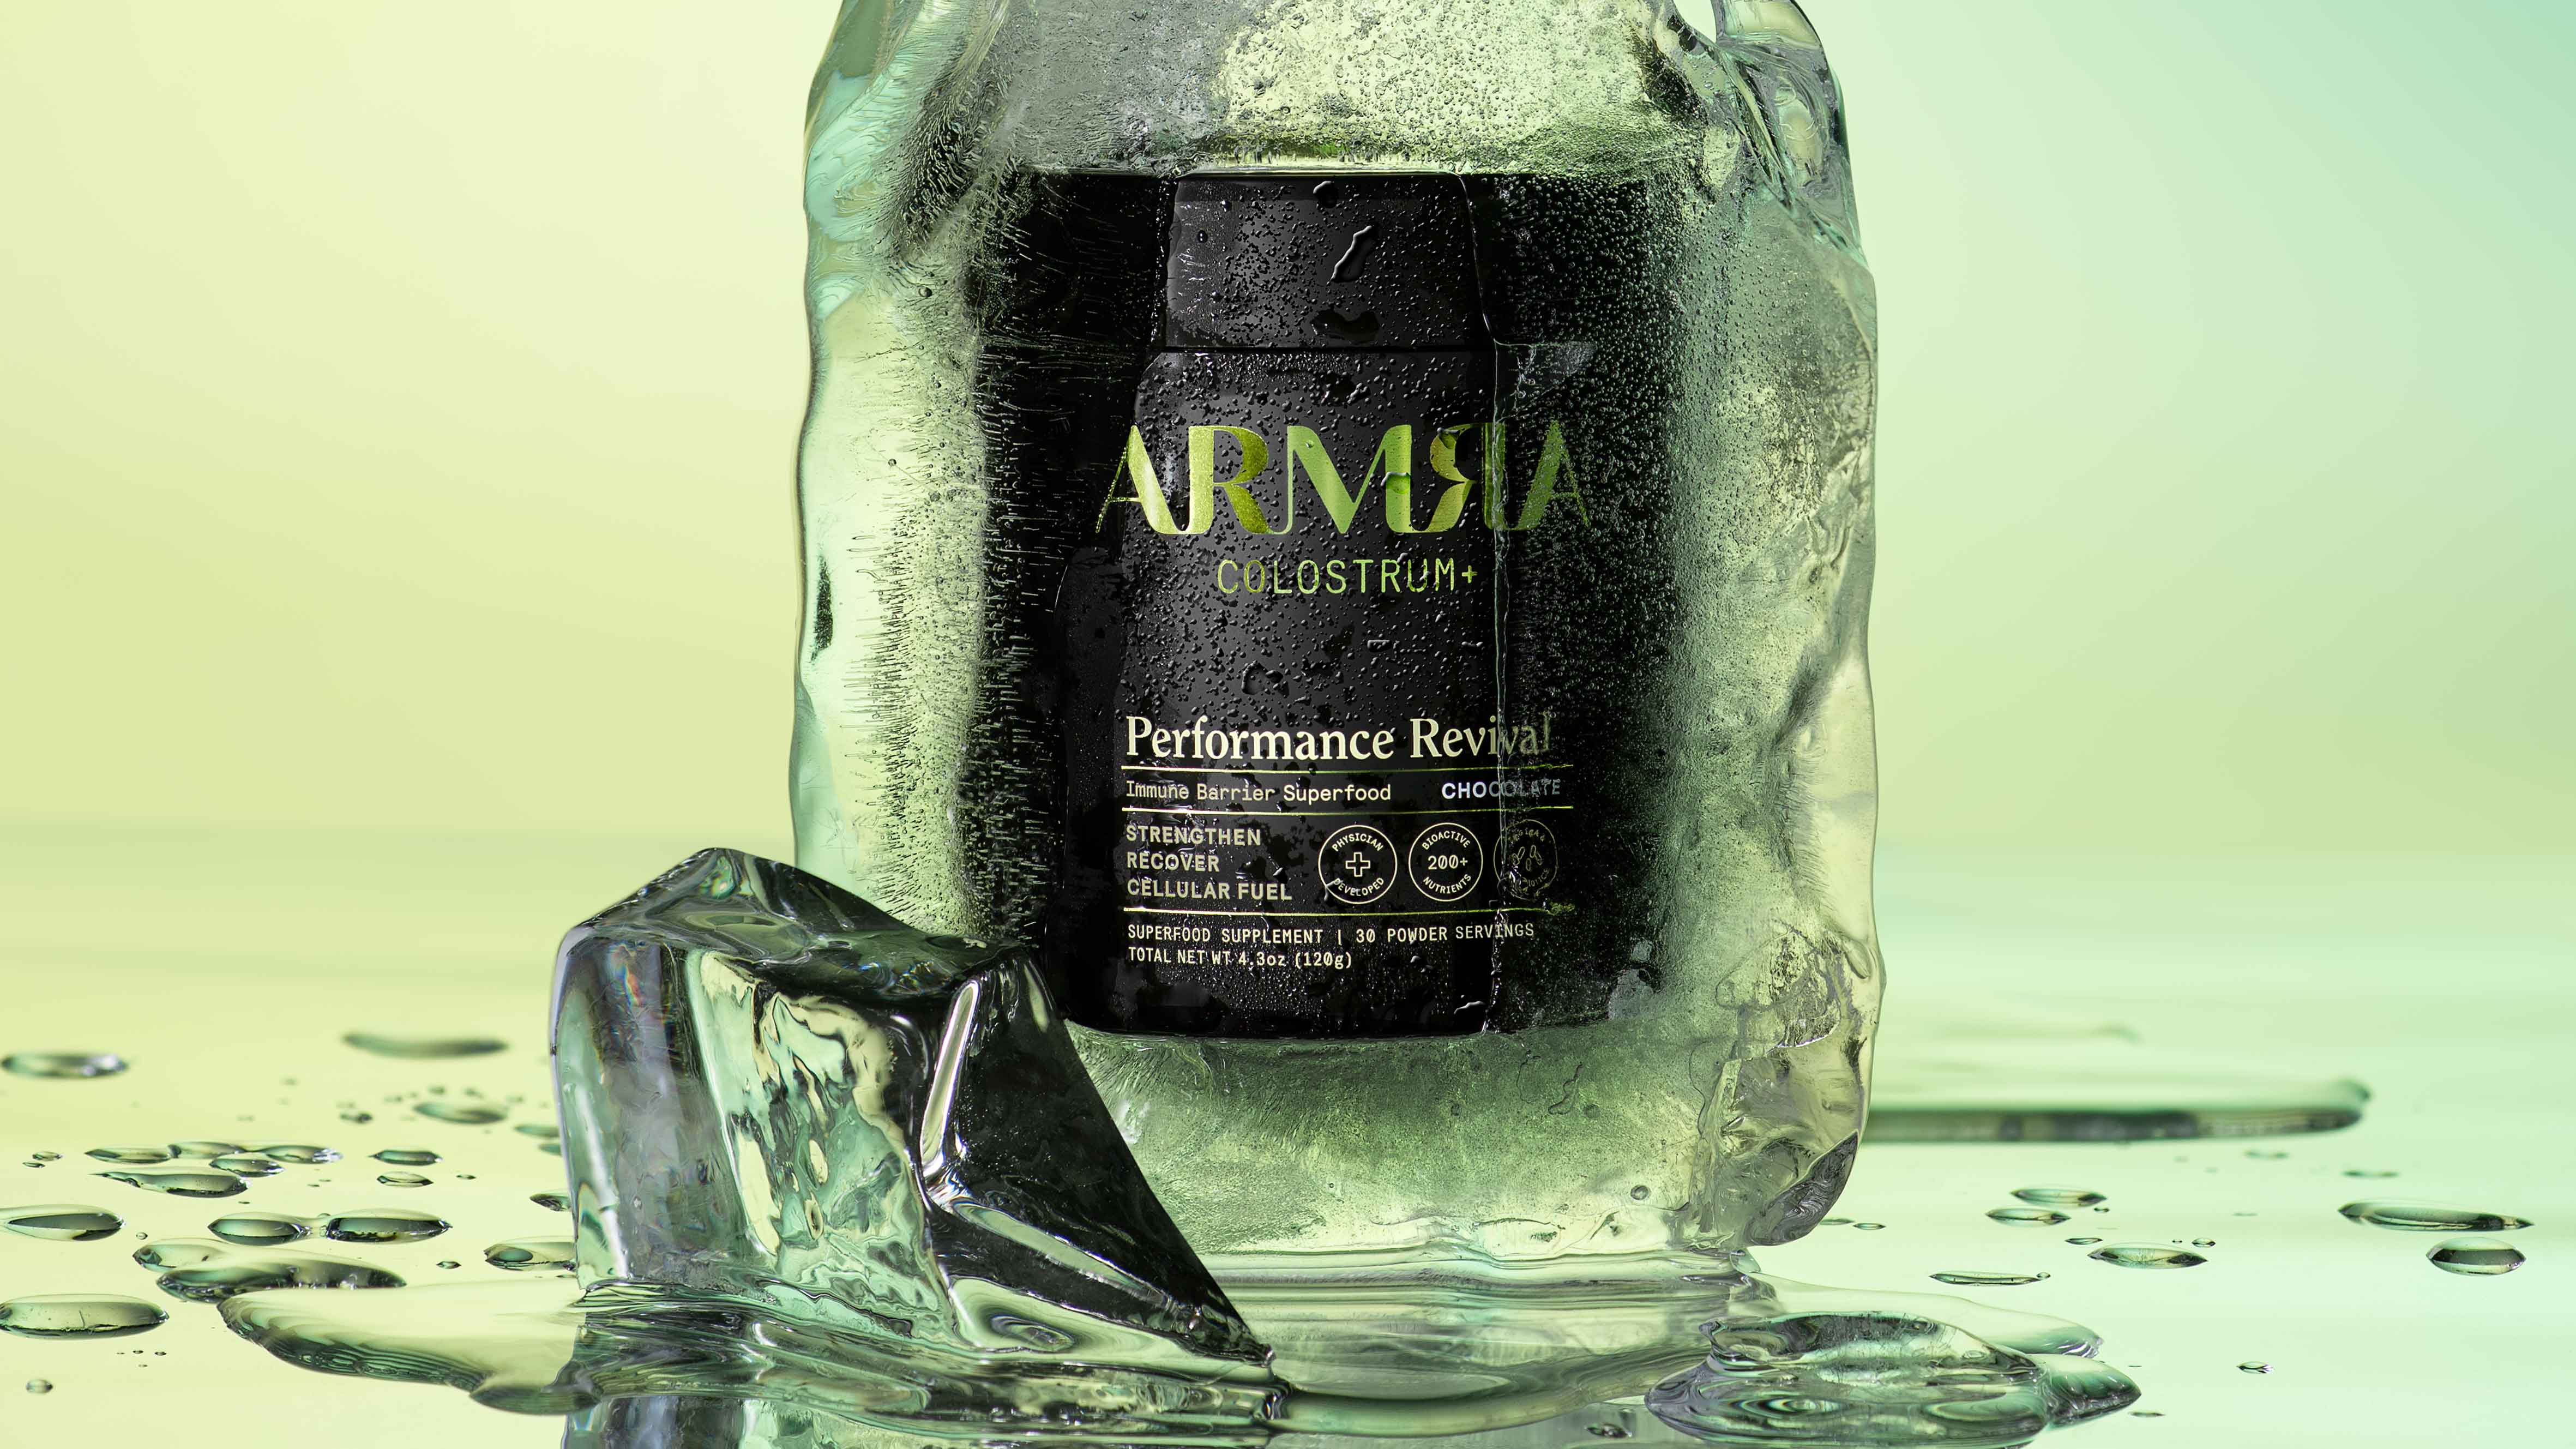 ARMRA
COLOSTRUM+
Performance Revival
Immune Barrier Superfood CHOCOLATE
STRENGTHEN
RECOVER
CELLULAR FUEL
PHYSICIAN DEVELOPED
BIOACTIVE 200+ NUTRIENTS
SUPERFOOD SUPPLEMENT | 30 POWDER SERVINGS
TOTAL NET WT 4.3oz (120g)